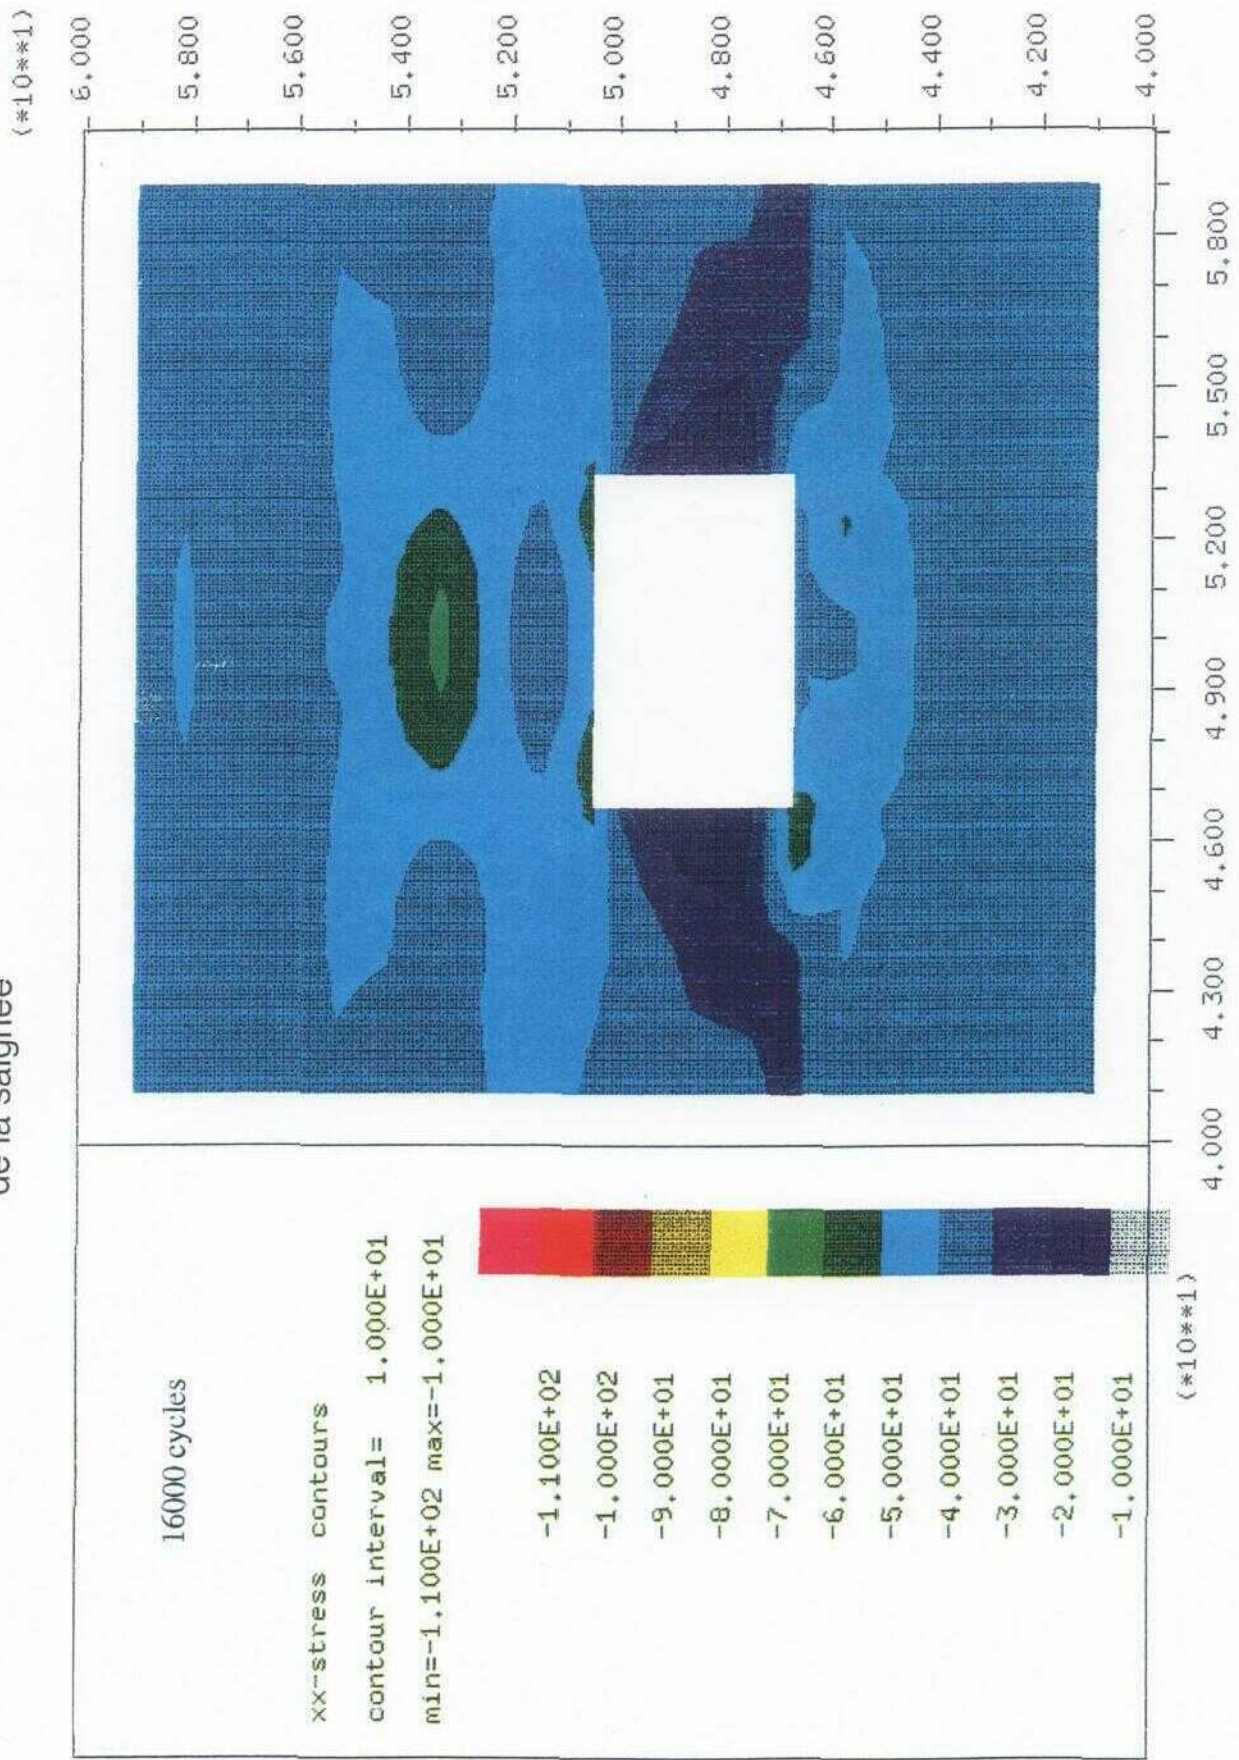 de la saignée
16000 cycles
xx-stress contours
contour interval= 1.000E+01
min=-1.100E+02 max=-1.000E+01
-1.100E+02
-1.000E+02
-9.000E+01
-8.000E+01
-7.000E+01
-6.000E+01
-5.000E+01
-4.000E+01
-3.000E+01
-2.000E+01
-1.000E+01
(*10**1)
6.000
5.800
5.600
5.400
5.200
5.000
4.800
4.600
4.400
4.200
4.000
4.000
4.300
4.600
4.900
5.200
5.500
5.800
(*10**1)